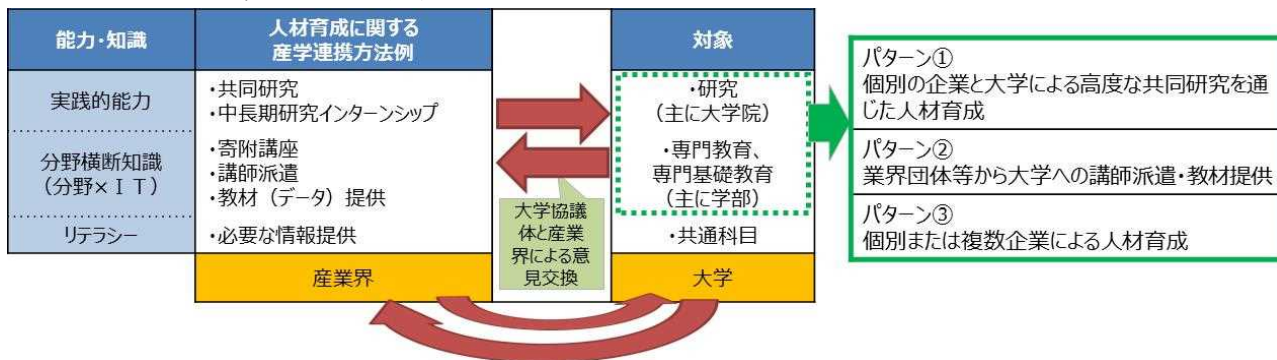 能力・知識
人材育成に関する
産学連携方法例
対象
実践的能力
・共同研究
・中長期研究インターンシップ
・研究
(主に大学院)
分野横断知識
(分野×IT)
・寄附講座
・講師派遣
・教材(データ)提供
・専門教育、
専門基礎教育
(主に学部)
リテラシー
・必要な情報提供
・共通科目
大学協議
体と産業
界による意
見交換
産業界
大学
パターン①
個別の企業と大学による高度な共同研究を通
じた人材育成
パターン②
業界団体等から大学への講師派遣・教材提供
パターン③
個別または複数企業による人材育成